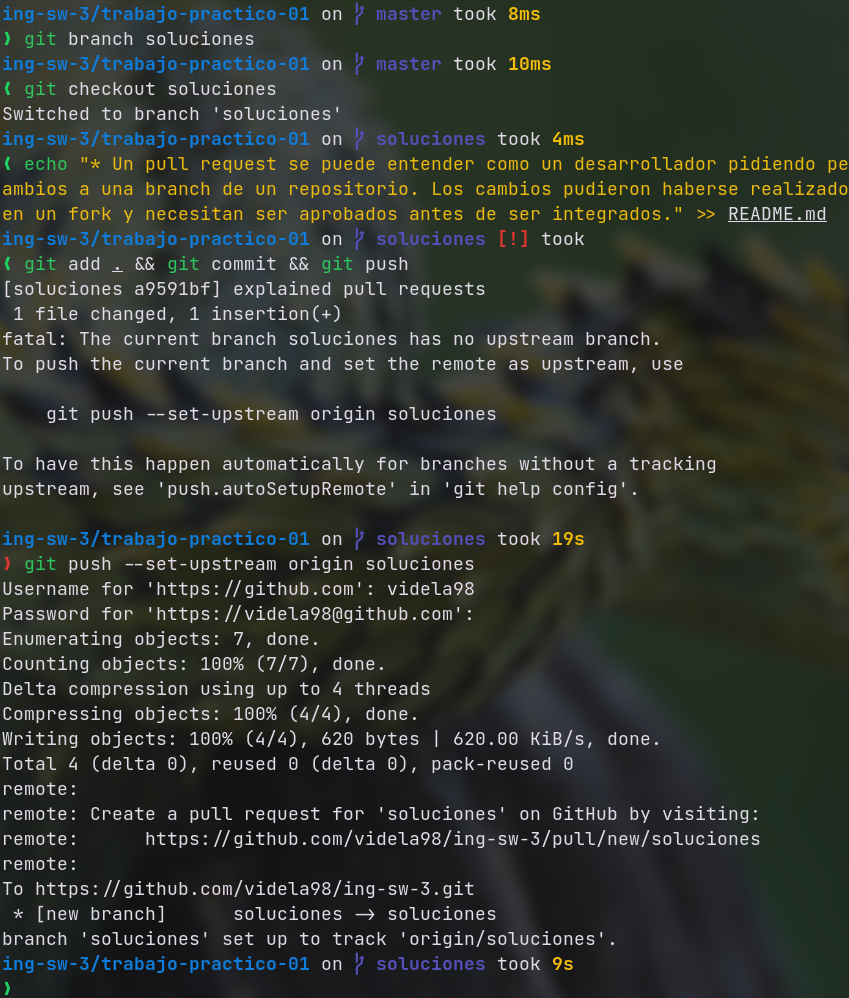 ing-sw-3/trabajo-practico-01 on master took 8ms
❯ git branch soluciones
ing-sw-3/trabajo-practico-01 on master took 10ms
❮ git checkout soluciones
Switched to branch 'soluciones'
ing-sw-3/trabajo-practico-01 on soluciones took 4ms
❮ echo "* Un pull request se puede entender como un desarrollador pidiendo pe
ambios a una branch de un repositorio. Los cambios pudieron haberse realizado
en un fork y necesitan ser aprobados antes de ser integrados." >> README.md
ing-sw-3/trabajo-practico-01 on soluciones [!] took
❮ git add . && git commit && git push
[soluciones a9591bf] explained pull requests
 1 file changed, 1 insertion(+)
fatal: The current branch soluciones has no upstream branch.
To push the current branch and set the remote as upstream, use
    git push --set-upstream origin soluciones
To have this happen automatically for branches without a tracking
upstream, see 'push.autoSetupRemote' in 'git help config'.
ing-sw-3/trabajo-practico-01 on soluciones took 19s
❯ git push --set-upstream origin soluciones
Username for 'https://github.com': videla98
Password for 'https://videla98@github.com':
Enumerating objects: 7, done.
Counting objects: 100% (7/7), done.
Delta compression using up to 4 threads
Compressing objects: 100% (4/4), done.
Writing objects: 100% (4/4), 620 bytes | 620.00 KiB/s, done.
Total 4 (delta 0), reused 0 (delta 0), pack-reused 0
remote:
remote: Create a pull request for 'soluciones' on GitHub by visiting:
remote:      https://github.com/videla98/ing-sw-3/pull/new/soluciones
remote:
To https://github.com/videla98/ing-sw-3.git
 * [new branch]      soluciones -> soluciones
branch 'soluciones' set up to track 'origin/soluciones'.
ing-sw-3/trabajo-practico-01 on soluciones took 9s
❯